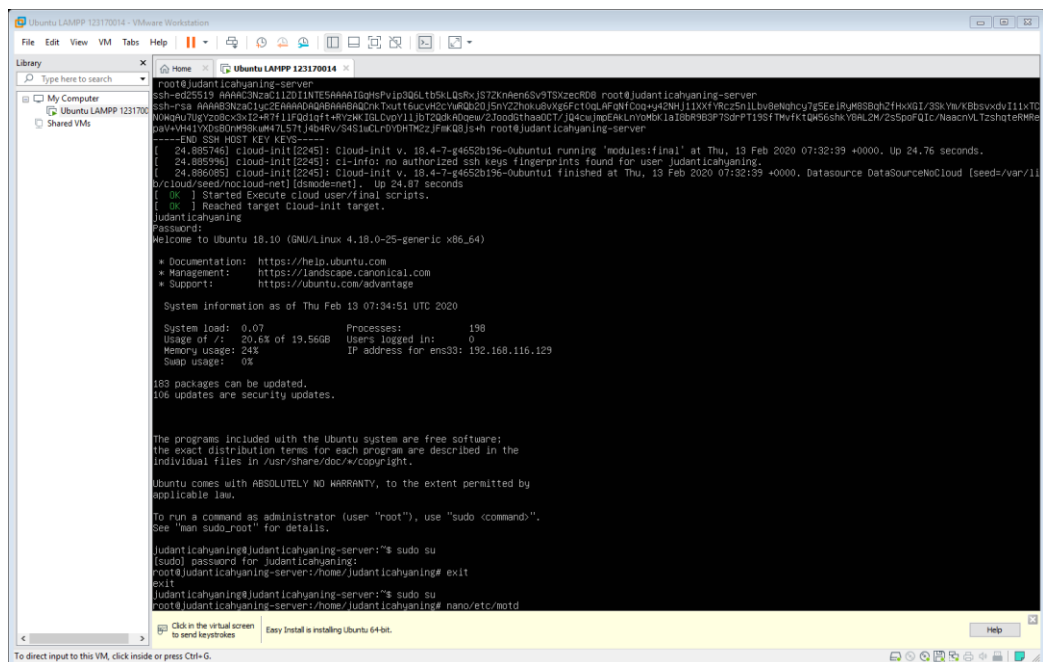 Ubuntu LAMPP 123170014 - VMware Workstation
File Edit View VM Tabs Help
Library
Type here to search
My Computer
Ubuntu LAMPP 123170
Shared VMs
Home
Ubuntu LAMPP 123170014
root@judanticahyaning-server
ssh-ed25519
root@judanticahyaning-server
ssh-rsa
root@judanticahyaning-server
-----END SSH HOST KEY KEYS-----
[ 24.885746] cloud-init[2245]: Cloud-init v. 18.4-7-g4652b196-0ubuntu1 running 'modules:final' at Thu, 13 Feb 2020 07:32:39 +0000. Up 24.76 seconds.
[ 24.885996] cloud-init[2245]: ci-info: no authorized ssh keys fingerprints found for user judanticahyaning.
[ 24.886085] cloud-init[2245]: Cloud-init v. 18.4-7-g4652b196-0ubuntu1 finished at Thu, 13 Feb 2020 07:32:39 +0000. Datasource DataSourceNoCloud [seed=/var/li
b/cloud/seed/nocloud-net][dsmode=net]. Up 24.87 seconds
[ OK ] Started Execute cloud user/final scripts.
[ OK ] Reached target Cloud-init target.
judanticahyaning
Password:
Welcome to Ubuntu 18.10 (GNU/Linux 4.18.0-25-generic x86_64)
* Documentation: https://help.ubuntu.com
* Management: https://landscape.canonical.com
* Support: https://ubuntu.com/advantage
System information as of Thu Feb 13 07:34:51 UTC 2020
System load: 0.07 Processes: 198
Usage of /: 20.6% of 19.56GB Users logged in: 0
Memory usage: 24% IP address for ens33: 192.168.116.129
Swap usage: 0%
183 packages can be updated.
106 updates are security updates.
The programs included with the Ubuntu system are free software;
the exact distribution terms for each program are described in the
individual files in /usr/share/doc/*/copyright.
Ubuntu comes with ABSOLUTELY NO WARRANTY, to the extent permitted by
applicable law.
To run a command as administrator (user "root"), use "sudo <command>".
See "man sudo_root" for details.
judanticahyaning@judanticahyaning-server:~$ sudo su
[sudo] password for judanticahyaning:
root@judanticahyaning-server:/home/judanticahyaning# exit
exit
judanticahyaning@judanticahyaning-server:~$ sudo su
root@judanticahyaning-server:/home/judanticahyaning# nano/etc/motd
Click in the virtual screen
to send keystrokes
Easy Install is installing Ubuntu 64-bit.
Help
To direct input to this VM, click inside or press Ctrl+G.